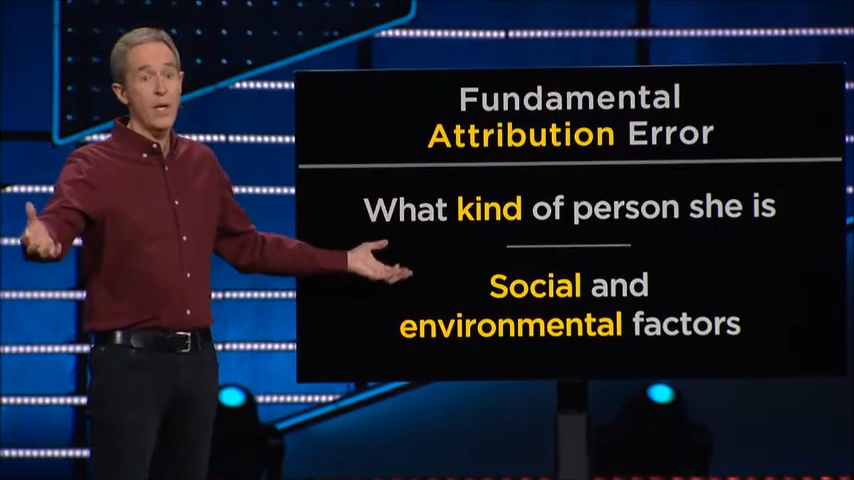 Fundamental
Attribution Error
What kind of person she is
Social and
environmental factors